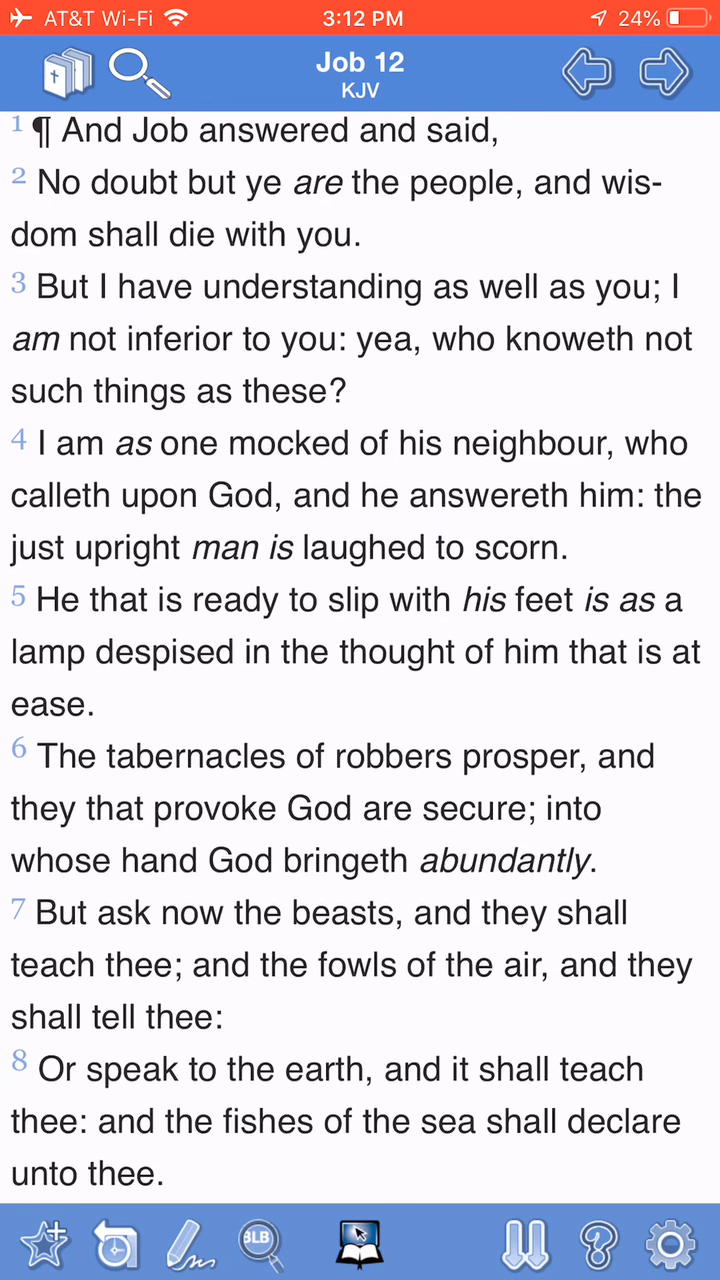 AT&T Wi-Fi 3:12 PM 24%
Job 12
KJV
1 ¶ And Job answered and said,
2 No doubt but ye are the people, and wis-
dom shall die with you.
3 But I have understanding as well as you; I
am not inferior to you: yea, who knoweth not
such things as these?
4 I am as one mocked of his neighbour, who
calleth upon God, and he answereth him: the
just upright man is laughed to scorn.
5 He that is ready to slip with his feet is as a
lamp despised in the thought of him that is at
ease.
6 The tabernacles of robbers prosper, and
they that provoke God are secure; into
whose hand God bringeth abundantly.
7 But ask now the beasts, and they shall
teach thee; and the fowls of the air, and they
shall tell thee:
8 Or speak to the earth, and it shall teach
thee: and the fishes of the sea shall declare
unto thee.
BLB